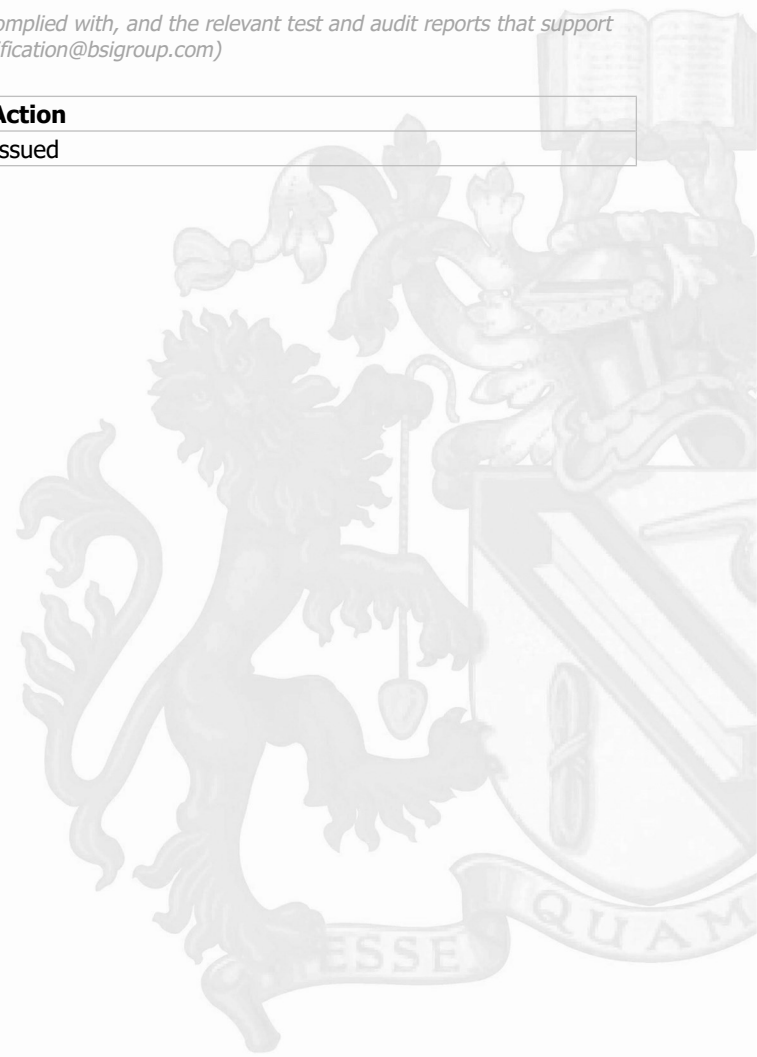 omplied with, and the relevant test and audit reports that support
fication@bsigroup.com)
Action
ssued
ESSE
QUAM